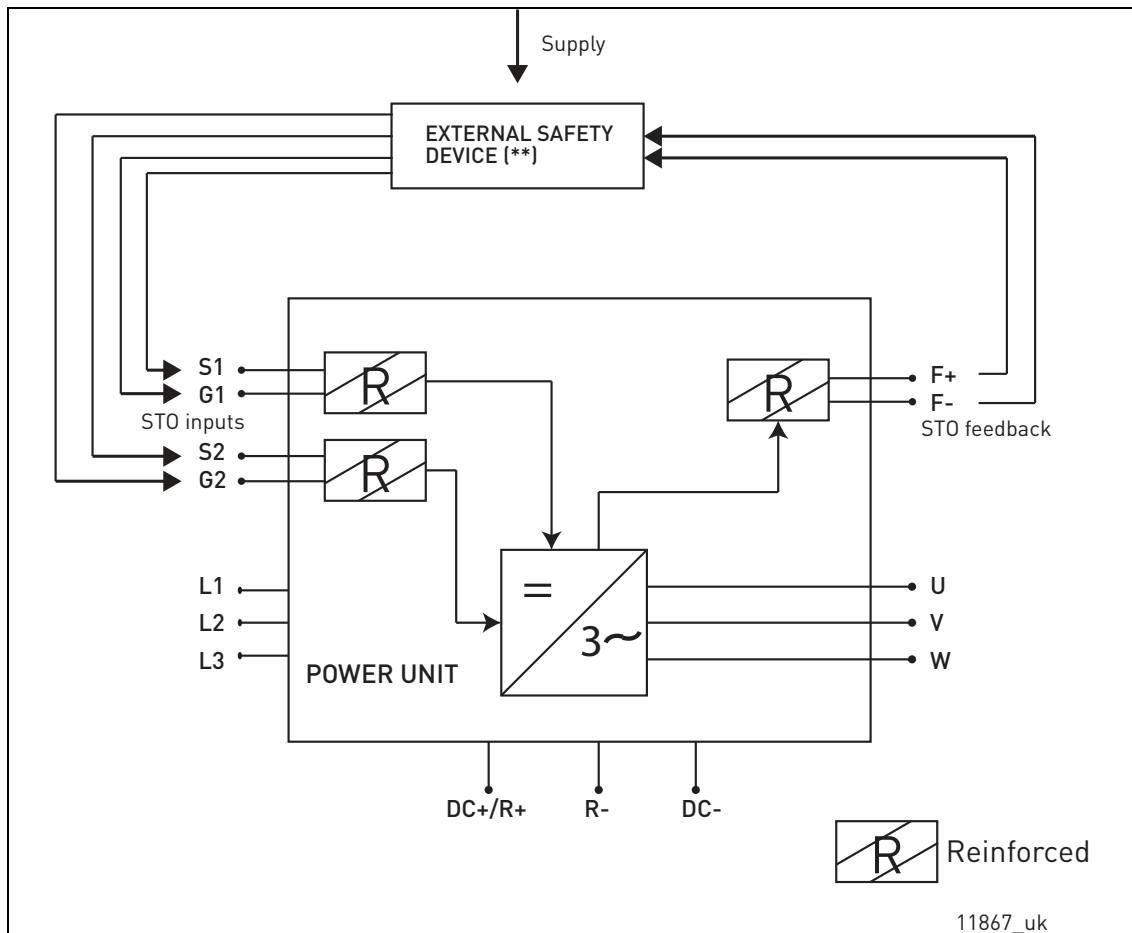 Supply
EXTERNAL SAFETY
DEVICE (**)
S1
G1
STO inputs
S2
G2
R
R
R
F+
F-
STO feedback
L1
L2
L3
=
3~
POWER UNIT
U
V
W
DC+/R+
R-
DC-
R
Reinforced
11867_uk